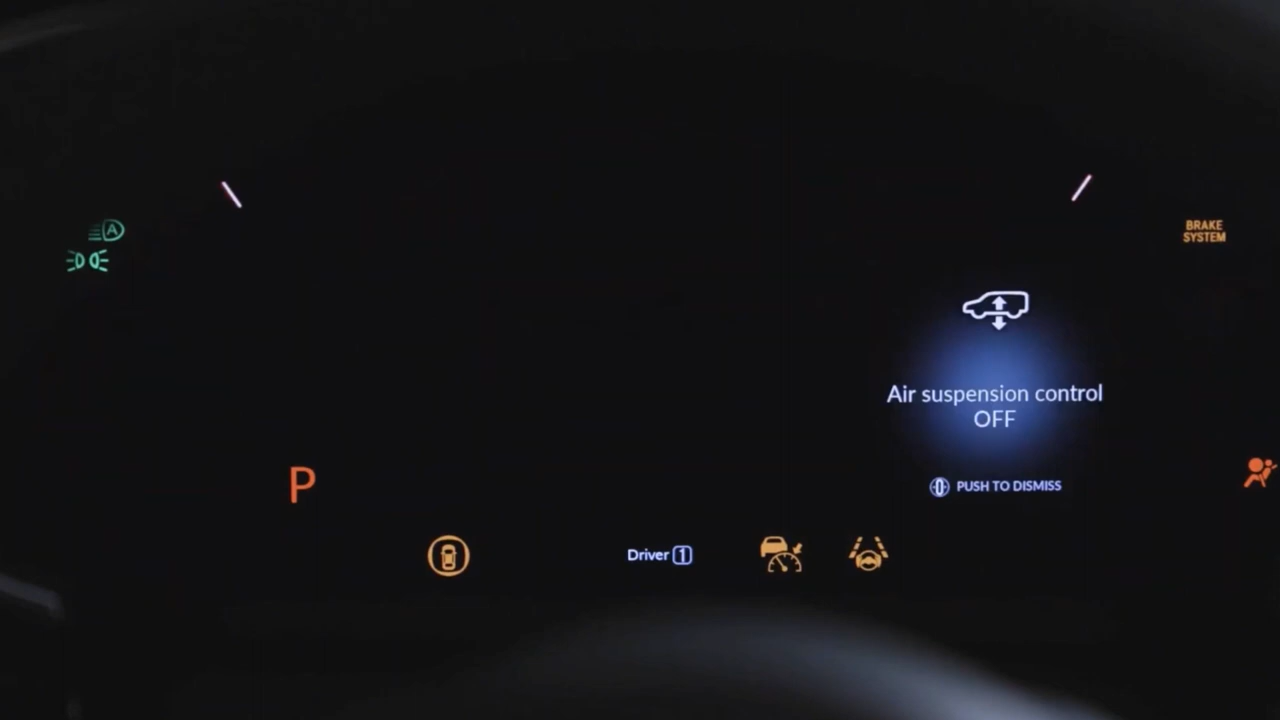 A
BRAKE
SYSTEM
Air suspension control
OFF
P
PUSH TO DISMISS
Driver 1